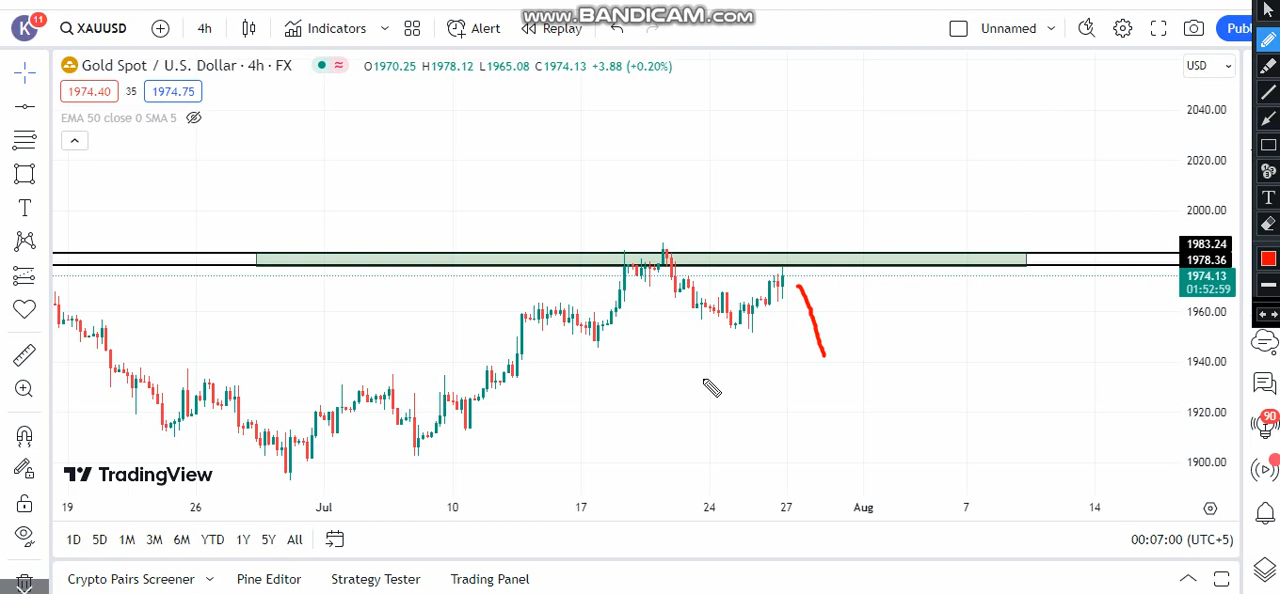 www.BANDICAM.com
K 11 XAUUSD 4h Indicators Alert Replay Unnamed Publ
Gold Spot / U.S. Dollar · 4h · FX O1970.25 H1978.12 L1965.08 C1974.13 +3.88 (+0.20%) USD
1974.40 35 1974.75
EMA 50 close 0 SMA 5
2040.00
2020.00
2000.00
1983.24
1978.36
1974.13
01:52:59
1960.00
1940.00
1920.00
1900.00
T
T
90
TradingView
19 26 Jul 10 17 24 27 Aug 7 14
1D 5D 1M 3M 6M YTD 1Y 5Y All 00:07:00 (UTC+5)
Crypto Pairs Screener Pine Editor Strategy Tester Trading Panel